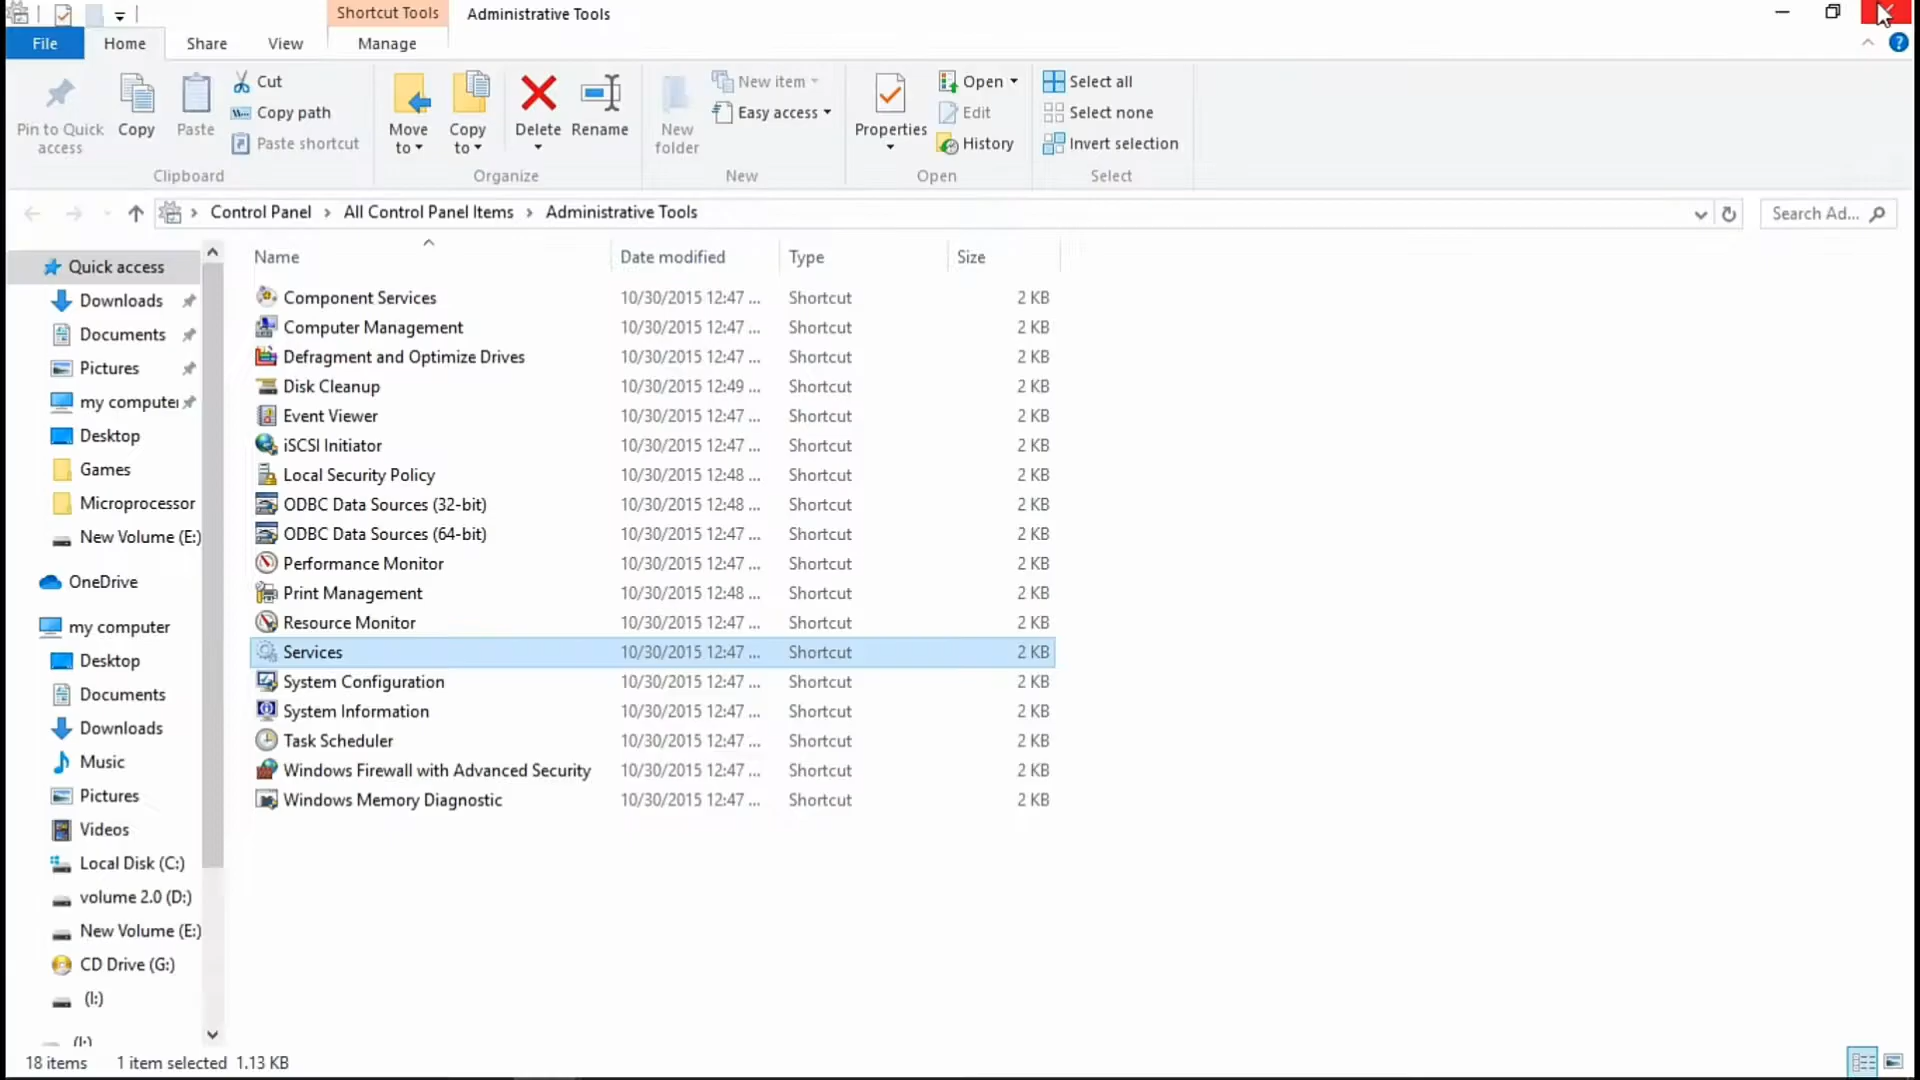 Shortcut Tools
Administrative Tools
File
Home
Share
View
Manage
Pin to Quick access
Copy
Paste
Cut
Copy path
Paste shortcut
Clipboard
Move to
Copy to
Delete
Rename
Organize
New folder
New item
Easy access
New
Properties
Open
Edit
History
Open
Select all
Select none
Invert selection
Select
Control Panel > All Control Panel Items > Administrative Tools
Search Ad...
Name Date modified Type Size
Component Services 10/30/2015 12:47 ... Shortcut 2 KB
Computer Management 10/30/2015 12:47 ... Shortcut 2 KB
Defragment and Optimize Drives 10/30/2015 12:47 ... Shortcut 2 KB
Disk Cleanup 10/30/2015 12:49 ... Shortcut 2 KB
Event Viewer 10/30/2015 12:47 ... Shortcut 2 KB
iSCSI Initiator 10/30/2015 12:47 ... Shortcut 2 KB
Local Security Policy 10/30/2015 12:48 ... Shortcut 2 KB
ODBC Data Sources (32-bit) 10/30/2015 12:48 ... Shortcut 2 KB
ODBC Data Sources (64-bit) 10/30/2015 12:47 ... Shortcut 2 KB
Performance Monitor 10/30/2015 12:47 ... Shortcut 2 KB
Print Management 10/30/2015 12:48 ... Shortcut 2 KB
Resource Monitor 10/30/2015 12:47 ... Shortcut 2 KB
Services 10/30/2015 12:47 ... Shortcut 2 KB
System Configuration 10/30/2015 12:47 ... Shortcut 2 KB
System Information 10/30/2015 12:47 ... Shortcut 2 KB
Task Scheduler 10/30/2015 12:47 ... Shortcut 2 KB
Windows Firewall with Advanced Security 10/30/2015 12:47 ... Shortcut 2 KB
Windows Memory Diagnostic 10/30/2015 12:47 ... Shortcut 2 KB
Quick access
Downloads
Documents
Pictures
my computer
Desktop
Games
Microprocessor
New Volume (E:)
OneDrive
my computer
Desktop
Documents
Downloads
Music
Pictures
Videos
Local Disk (C:)
volume 2.0 (D:)
New Volume (E:)
CD Drive (G:)
(I:)
(I:)
18 items 1 item selected 1.13 KB